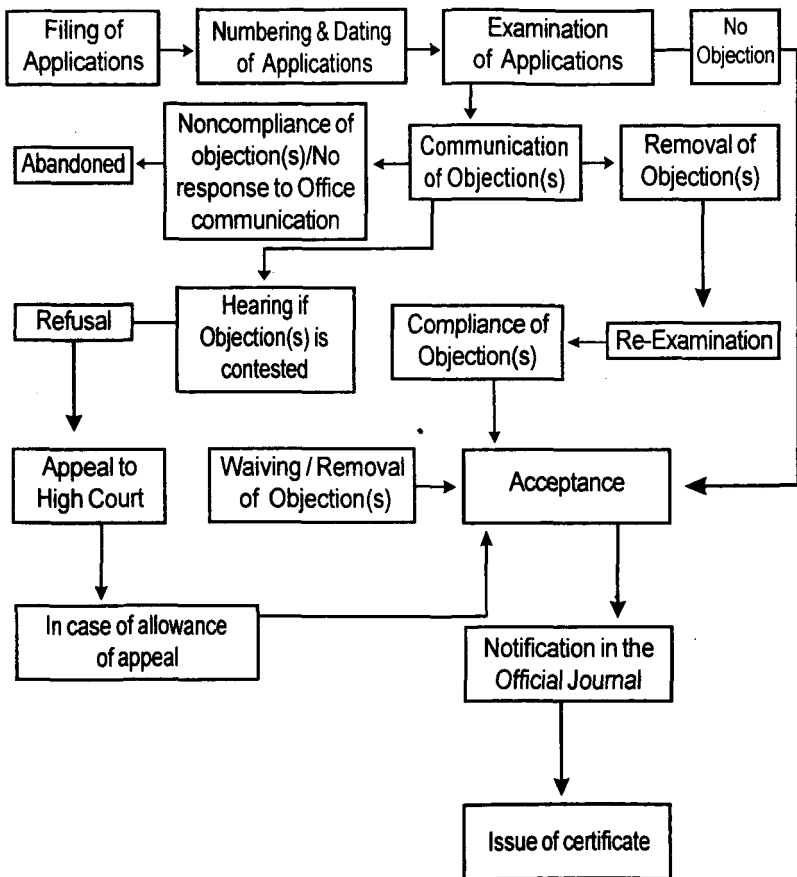 Filing of
Applications
Numbering & Dating
of Applications
Examination
of Applications
No
Objection
Abandoned
Noncompliance of
objection(s)/No
response to Office
communication
Communication
of Objection(s)
Removal of
Objection(s)
Refusal
Hearing if
Objection(s) is
contested
Compliance of
Objection(s)
Re-Examination
Appeal to
High Court
Waiving / Removal
of Objection(s)
Acceptance
In case of allowance
of appeal
Notification in the
Official Journal
Issue of certificate